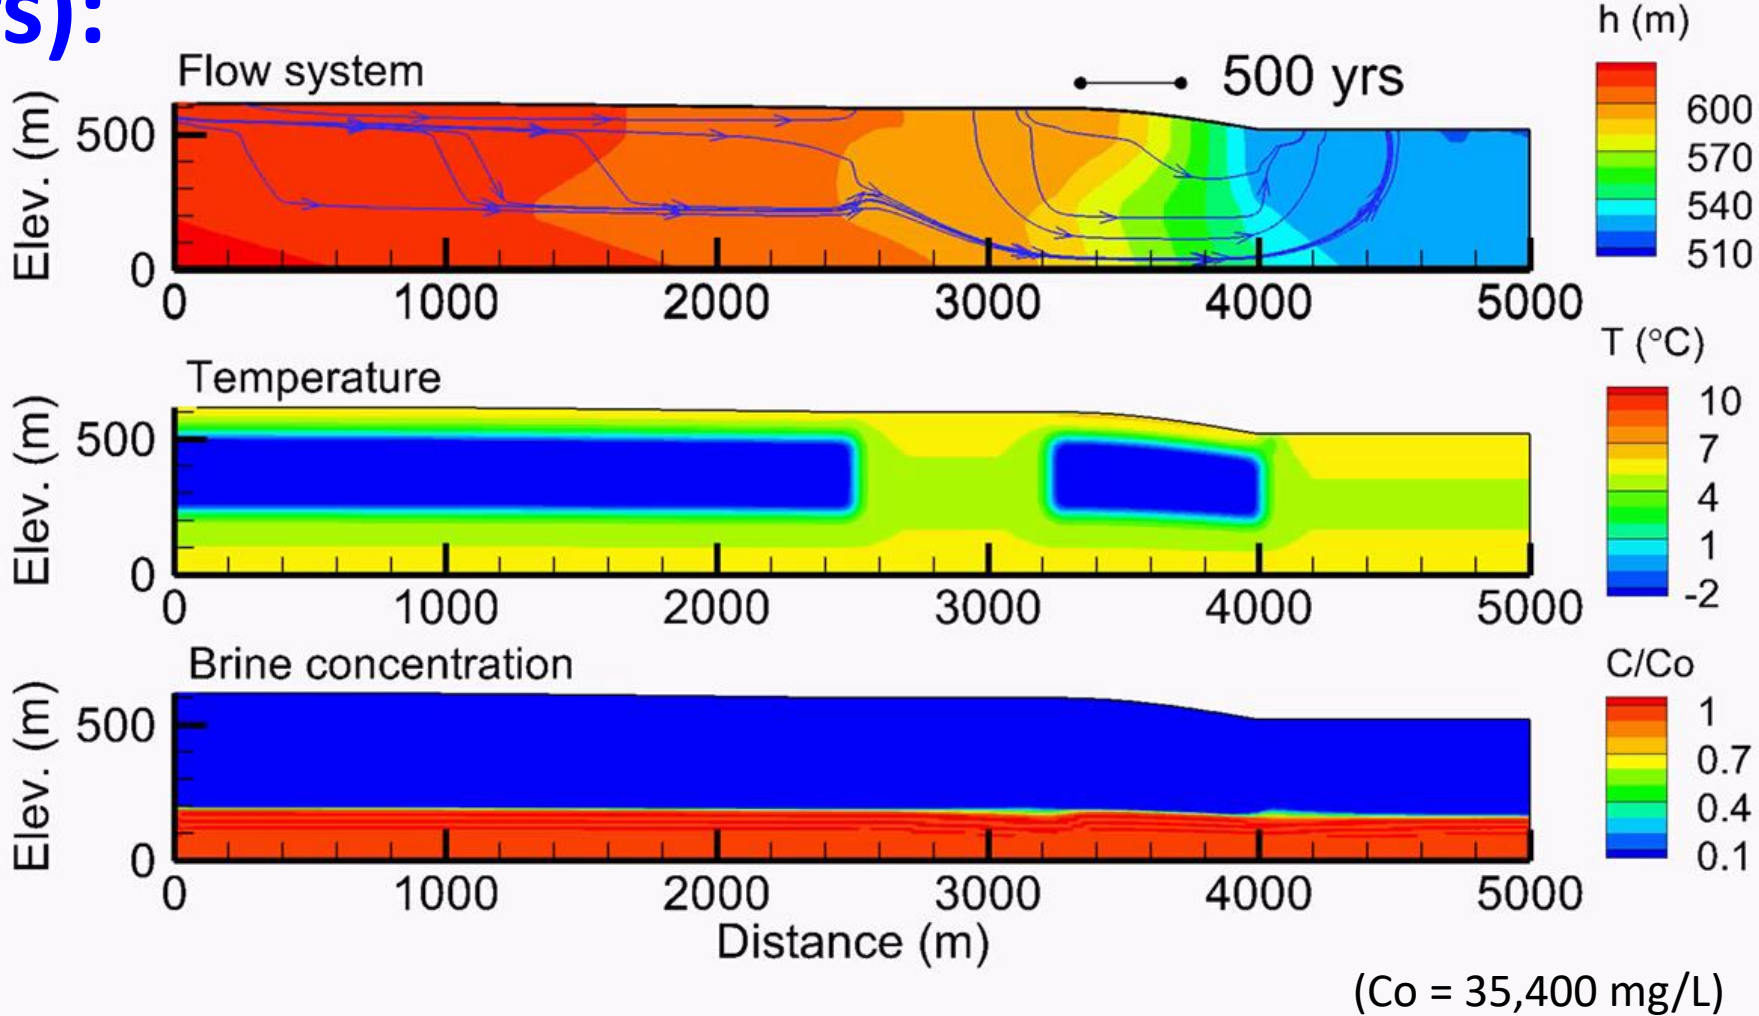 s):
Flow system
500 yrs
h (m)
600
570
540
510
Elev. (m)
500
0
0 1000 2000 3000 4000 5000
Temperature
T (°C)
10
7
4
1
-2
Elev. (m)
500
0
0 1000 2000 3000 4000 5000
Brine concentration
C/Co
1
0.7
0.4
0.1
Elev. (m)
500
0
0 1000 2000 3000 4000 5000
Distance (m)
(Co = 35,400 mg/L)